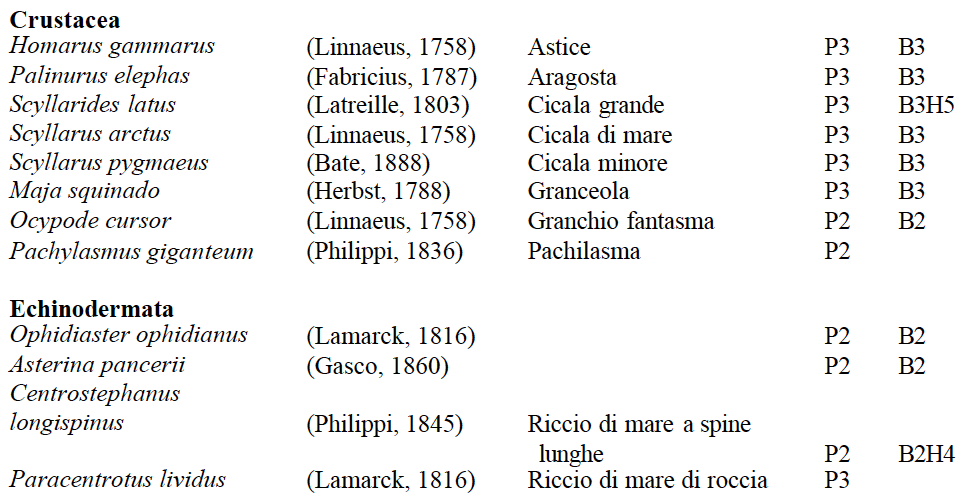 Crustacea
Homarus gammarus (Linnaeus, 1758) Astice P3 B3
Palinurus elephas (Fabricius, 1787) Aragosta P3 B3
Scyllarides latus (Latreille, 1803) Cicala grande P3 B3H5
Scyllarus arctus (Linnaeus, 1758) Cicala di mare P3 B3
Scyllarus pygmaeus (Bate, 1888) Cicala minore P3 B3
Maja squinado (Herbst, 1788) Granceola P3 B3
Ocypode cursor (Linnaeus, 1758) Granchio fantasma P2 B2
Pachylasmus giganteum (Philippi, 1836) Pachilasma P2
Echinodermata
Ophidiaster ophidianus (Lamarck, 1816) P2 B2
Asterina pancerii (Gasco, 1860) P2 B2
Centrostephanus
longispinus (Philippi, 1845) Riccio di mare a spine
lunghe P2 B2H4
Paracentrotus lividus (Lamarck, 1816) Riccio di mare di roccia P3